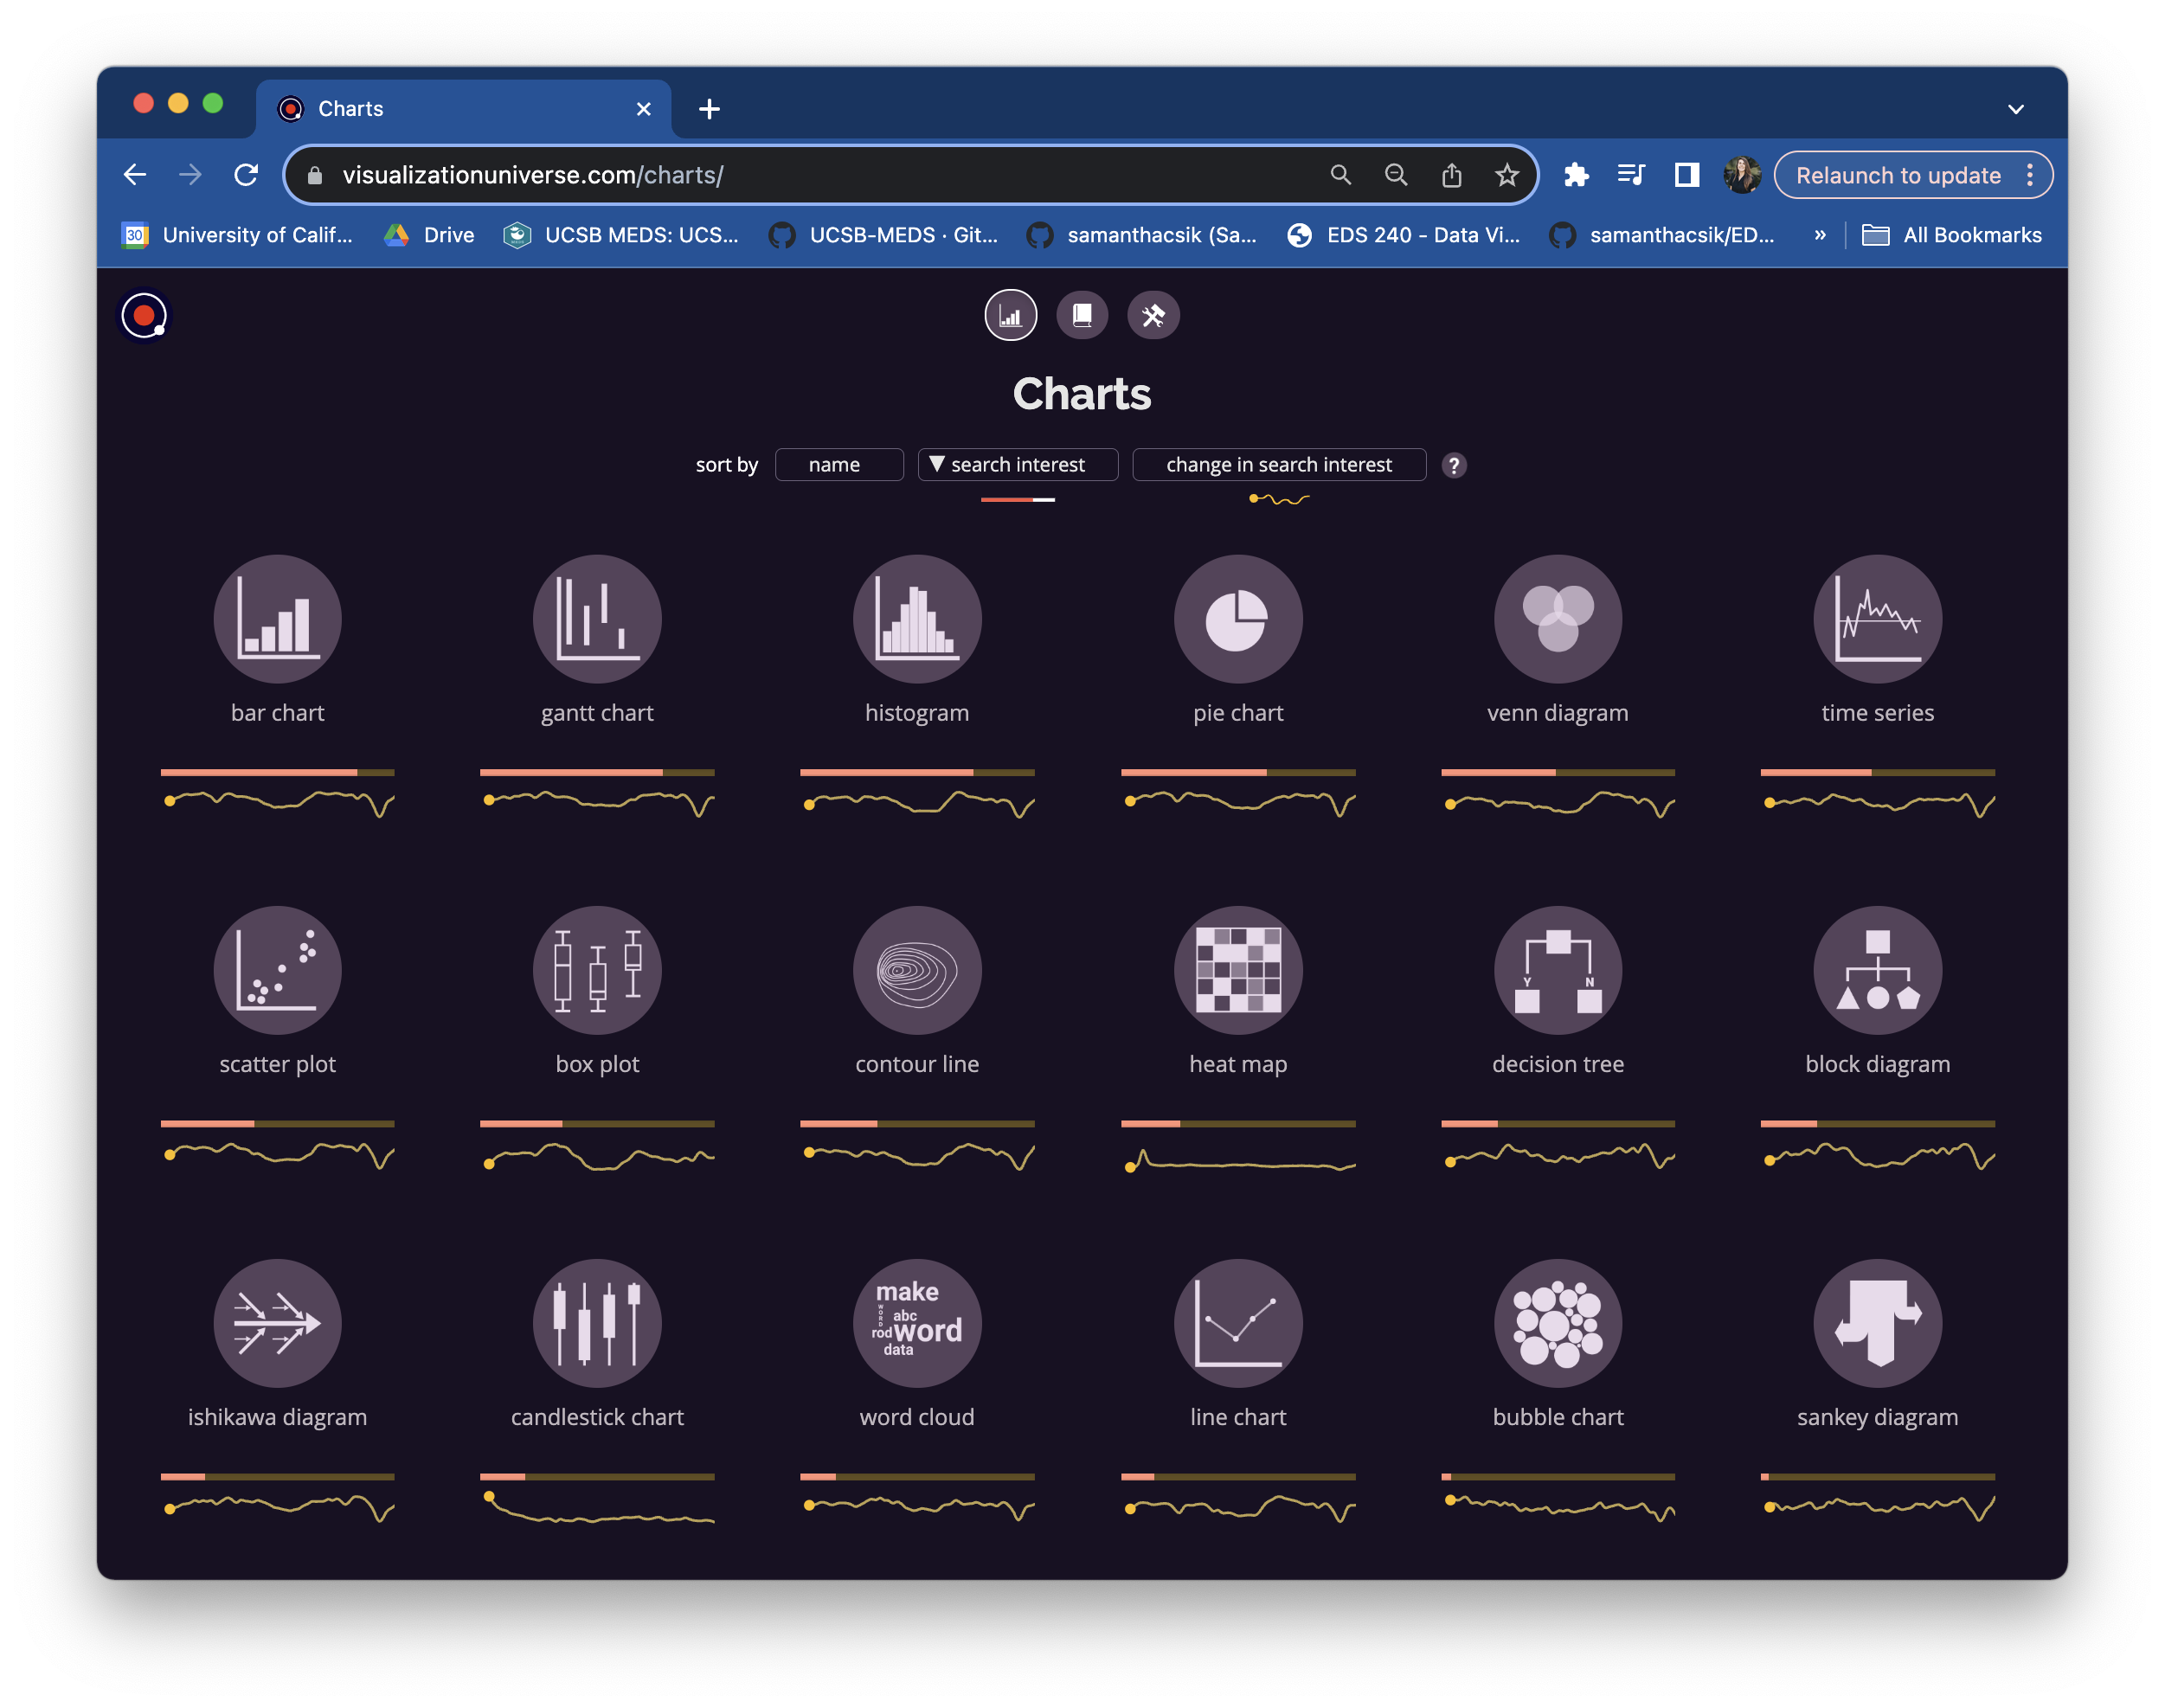 Charts
visualizationuniverse.com/charts/
Relaunch to update
30 University of Calif... Drive UCSB MEDS: UCS... UCSB-MEDS · Git... samanthacsik (Sa... EDS 240 - Data Vi... samanthacsik/ED... » All Bookmarks
Charts
sort by name ▼ search interest change in search interest ?
bar chart gantt chart histogram pie chart venn diagram time series
Y N
scatter plot box plot contour line heat map decision tree block diagram
make
WORD abc
rod word
data
ishikawa diagram candlestick chart word cloud line chart bubble chart sankey diagram